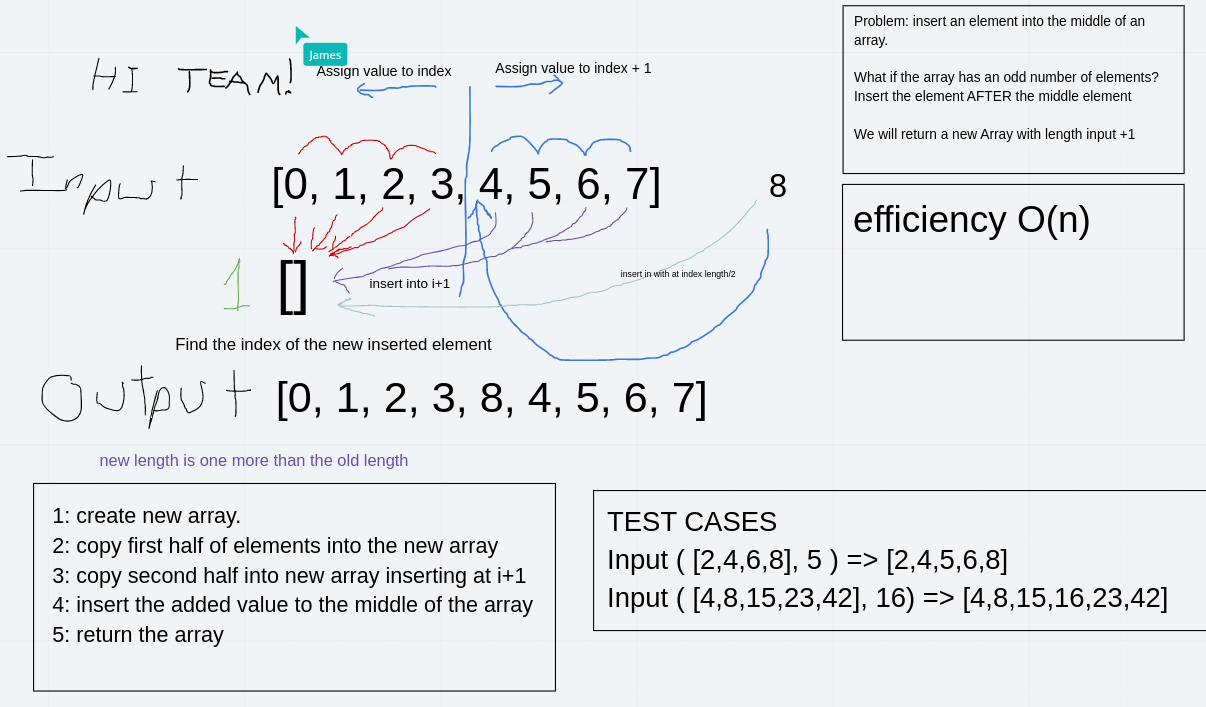 James
HI TEAM!
Assign value to index
Assign value to index + 1
Problem: insert an element into the middle of an
array.
What if the array has an odd number of elements?
Insert the element AFTER the middle element
We will return a new Array with length input +1
Input
[0, 1, 2, 3, 4, 5, 6, 7]
8
efficiency O(n)
1
[]
insert into i+1
insert in with at index length/2
Find the index of the new inserted element
Output
[0, 1, 2, 3, 8, 4, 5, 6, 7]
new length is one more than the old length
1: create new array.
2: copy first half of elements into the new array
3: copy second half into new array inserting at i+1
4: insert the added value to the middle of the array
5: return the array
TEST CASES
Input ( [2,4,6,8], 5 ) => [2,4,5,6,8]
Input ( [4,8,15,23,42], 16) => [4,8,15,16,23,42]